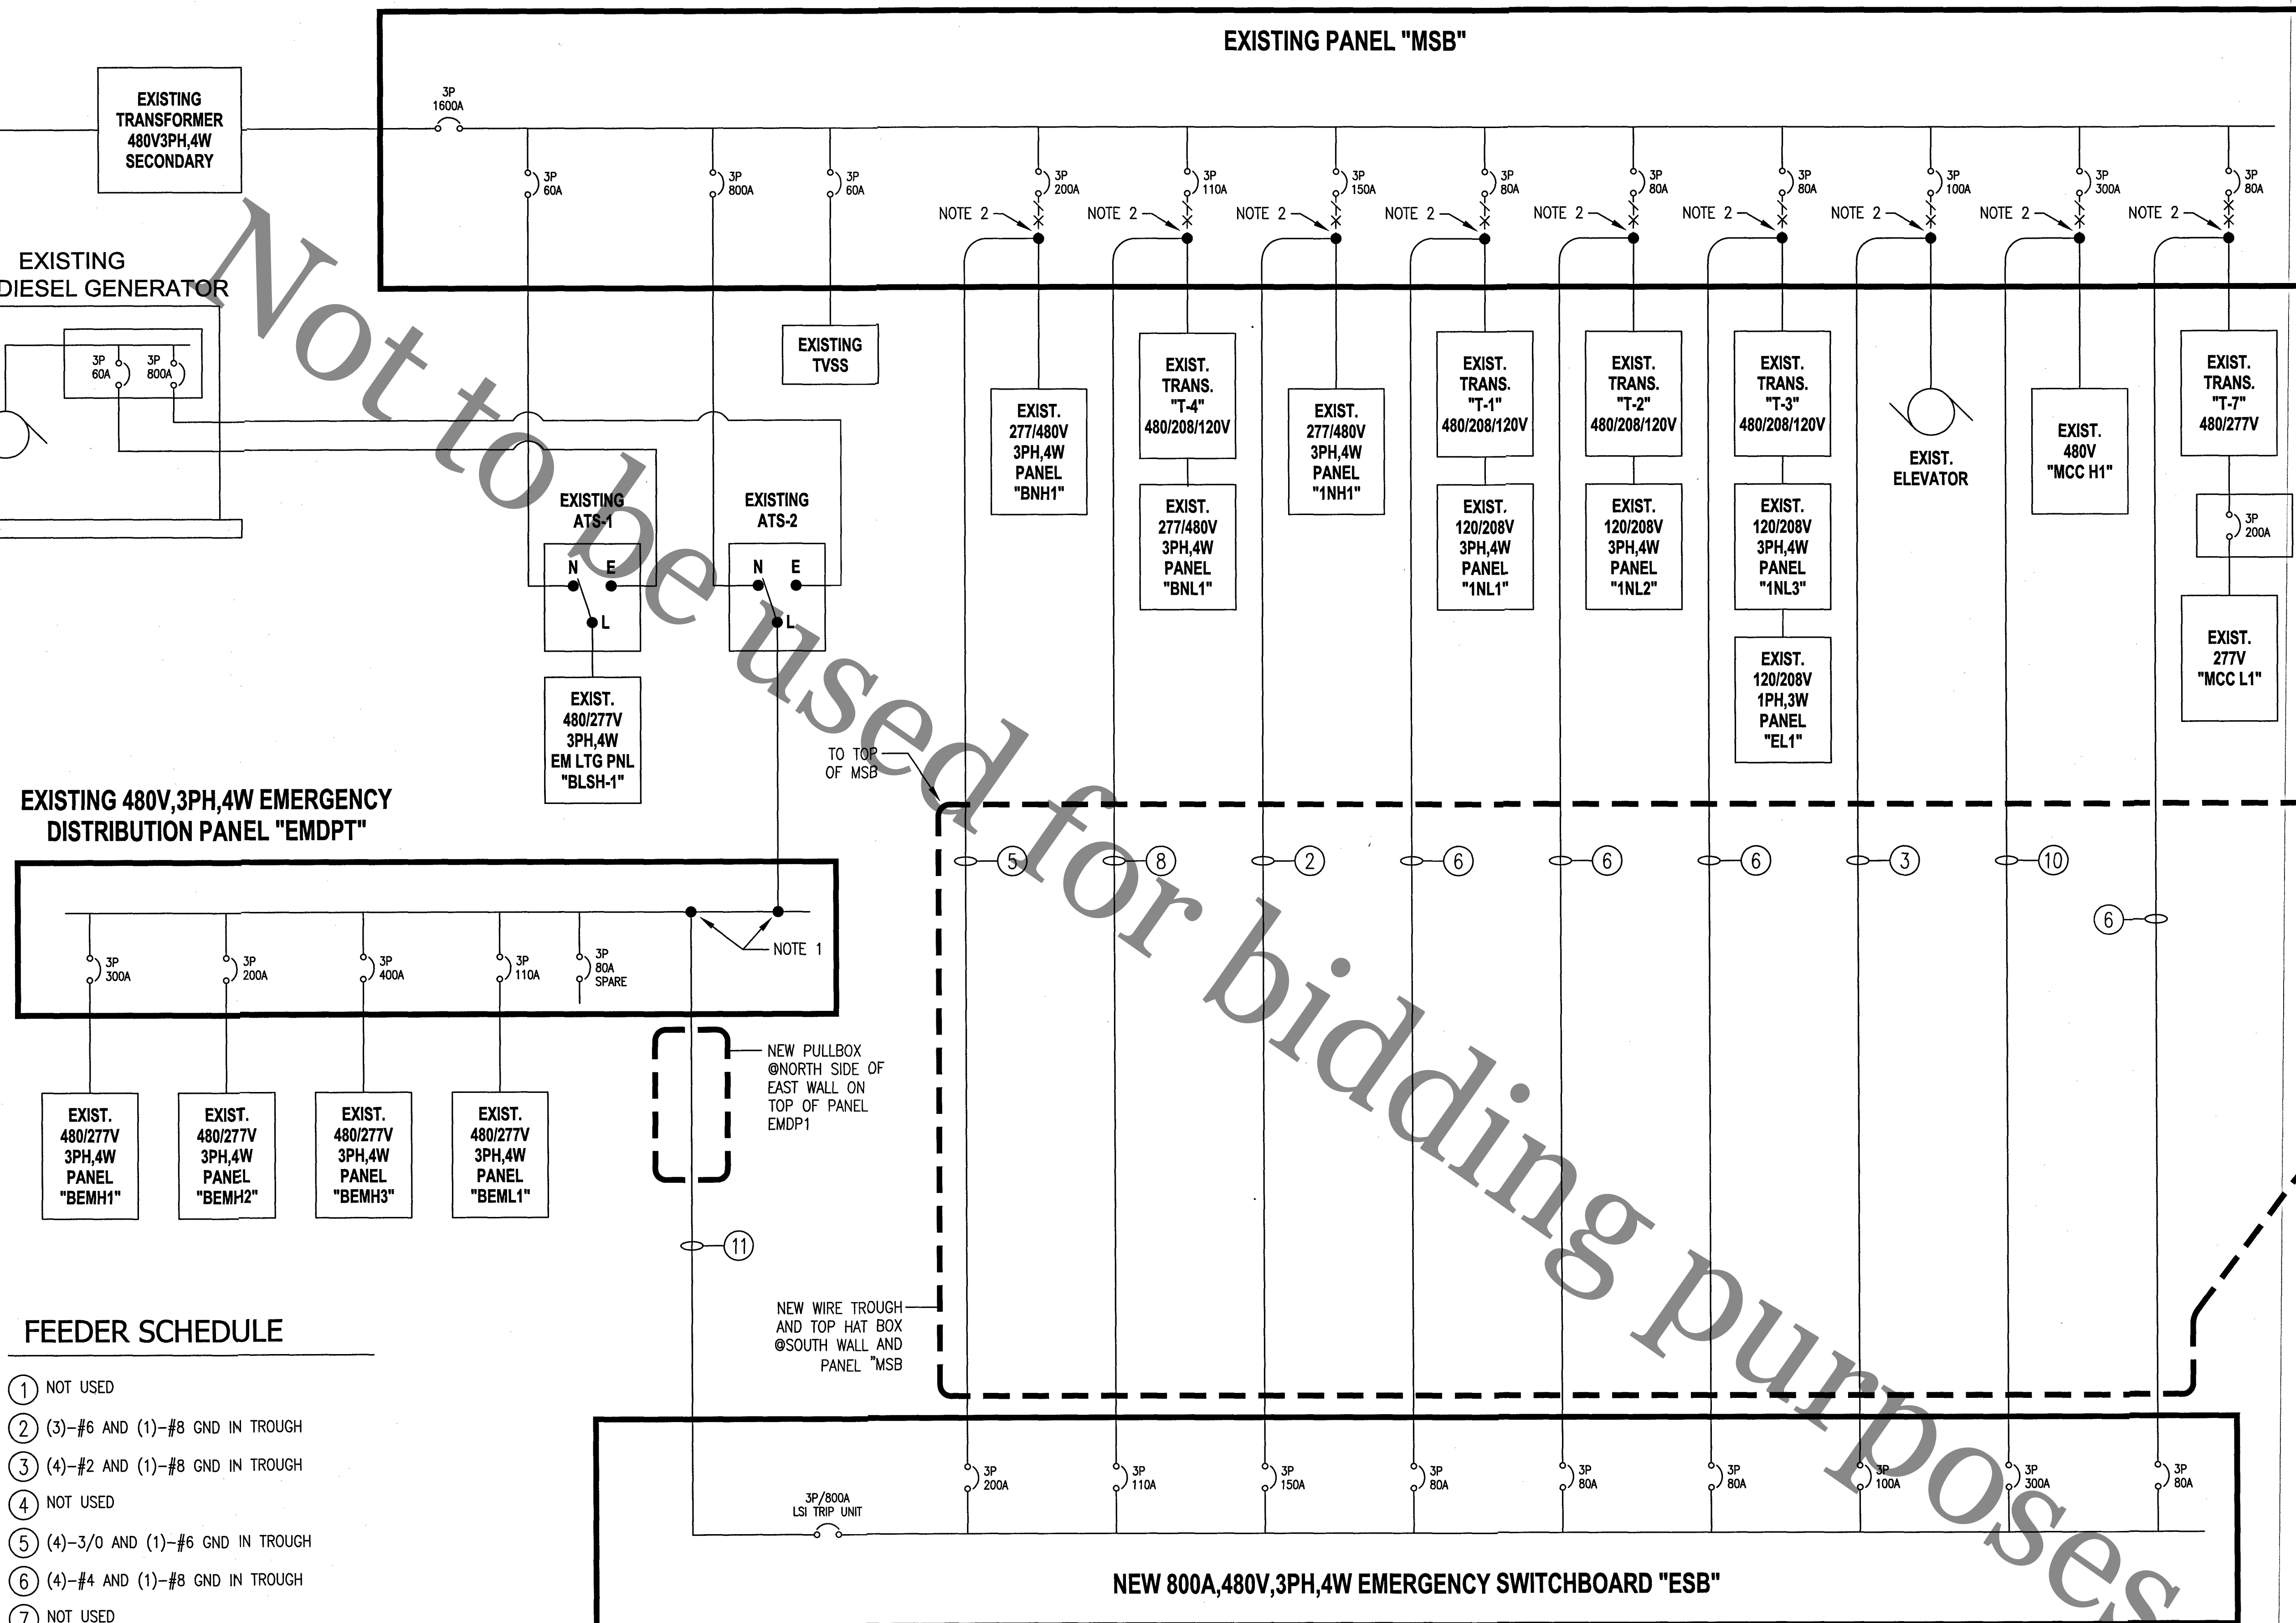 EXISTING PANEL "MSB"
EXISTING
TRANSFORMER
480V3PH,4W
SECONDARY
3P
1600A
3P
60A
3P
800A
3P
60A
3P
200A
3P
110A
3P
150A
3P
80A
3P
80A
3P
80A
3P
100A
3P
300A
3P
80A
NOTE 2
NOTE 2
NOTE 2
NOTE 2
NOTE 2
NOTE 2
NOTE 2
NOTE 2
NOTE 2
EXISTING
DIESEL GENERATOR
3P
60A
3P
800A
EXISTING
TVSS
EXIST.
277/480V
3PH,4W
PANEL
"BNH1"
EXIST.
TRANS.
"T-4"
480/208/120V
EXIST.
277/480V
3PH,4W
PANEL
"BNL1"
EXIST.
277/480V
3PH,4W
PANEL
"1NH1"
EXIST.
TRANS.
"T-1"
480/208/120V
EXIST.
120/208V
3PH,4W
PANEL
"1NL1"
EXIST.
TRANS.
"T-2"
480/208/120V
EXIST.
120/208V
3PH,4W
PANEL
"1NL2"
EXIST.
TRANS.
"T-3"
480/208/120V
EXIST.
120/208V
3PH,4W
PANEL
"1NL3"
EXIST.
120/208V
1PH,3W
PANEL
"EL1"
EXIST.
ELEVATOR
EXIST.
480V
"MCC H1"
EXIST.
TRANS.
"T-7"
480/277V
3P
200A
EXIST.
277V
"MCC L1"
EXISTING
ATS-1
N E
L
EXISTING
ATS-2
N E
L
EXIST.
480/277V
3PH,4W
EM LTG PNL
"BLSH-1"
TO TOP
OF MSB
EXISTING 480V,3PH,4W EMERGENCY
DISTRIBUTION PANEL "EMDPT"
3P
300A
3P
200A
3P
400A
3P
110A
3P
80A
SPARE
NOTE 1
5
8
2
6
6
6
3
10
6
NEW PULLBOX
@NORTH SIDE OF
EAST WALL ON
TOP OF PANEL
EMDP1
EXIST.
480/277V
3PH,4W
PANEL
"BEMH1"
EXIST.
480/277V
3PH,4W
PANEL
"BEMH2"
EXIST.
480/277V
3PH,4W
PANEL
"BEMH3"
EXIST.
480/277V
3PH,4W
PANEL
"BEML1"
11
NEW WIRE TROUGH
AND TOP HAT BOX
@SOUTH WALL AND
PANEL "MSB
FEEDER SCHEDULE
1 NOT USED
2 (3)-#6 AND (1)-#8 GND IN TROUGH
3 (4)-#2 AND (1)-#8 GND IN TROUGH
4 NOT USED
5 (4)-3/0 AND (1)-#6 GND IN TROUGH
6 (4)-#4 AND (1)-#8 GND IN TROUGH
7 NOT USED
3P/800A
LSI TRIP UNIT
3P
200A
3P
110A
3P
150A
3P
80A
3P
80A
3P
80A
3P
100A
3P
300A
3P
80A
NEW 800A,480V,3PH,4W EMERGENCY SWITCHBOARD "ESB"
Not to be used for bidding purposes